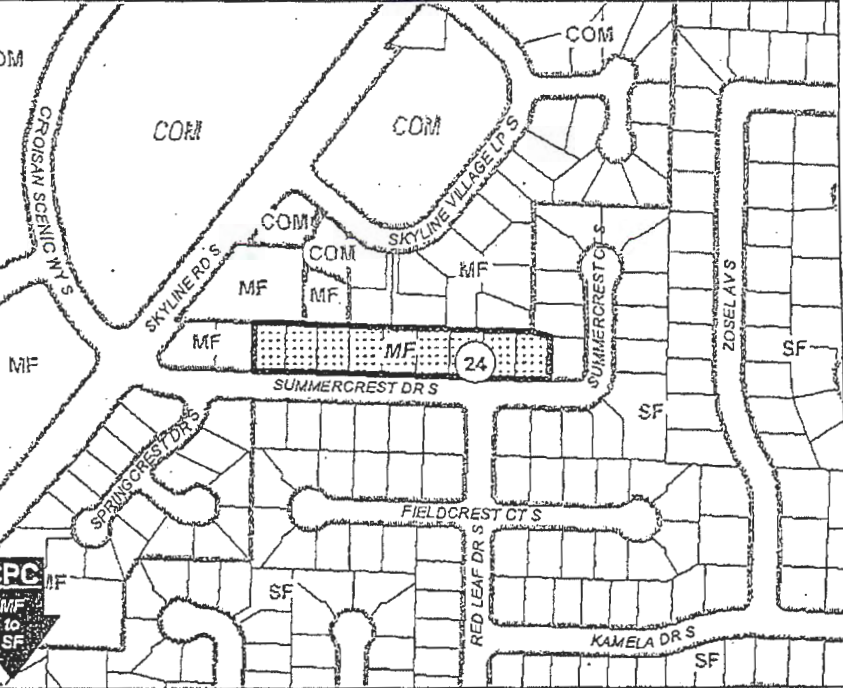 COM
COM
COM
COM
COM
COM
CROISAN SCENIC WY S
SKYLINE RD S
SKYLINE VILLAGE LP S
MF
MF
MF
MF
MF
MF
24
SUMMERCREST DR S
SUMMERCREST CT S
ZOSEL AV S
SF
SF
SPRINGCREST DR S
FIELDCREST CT S
RED LEAF DR S
SF
KAMELA DR S
SF
MF
MF
to
SF